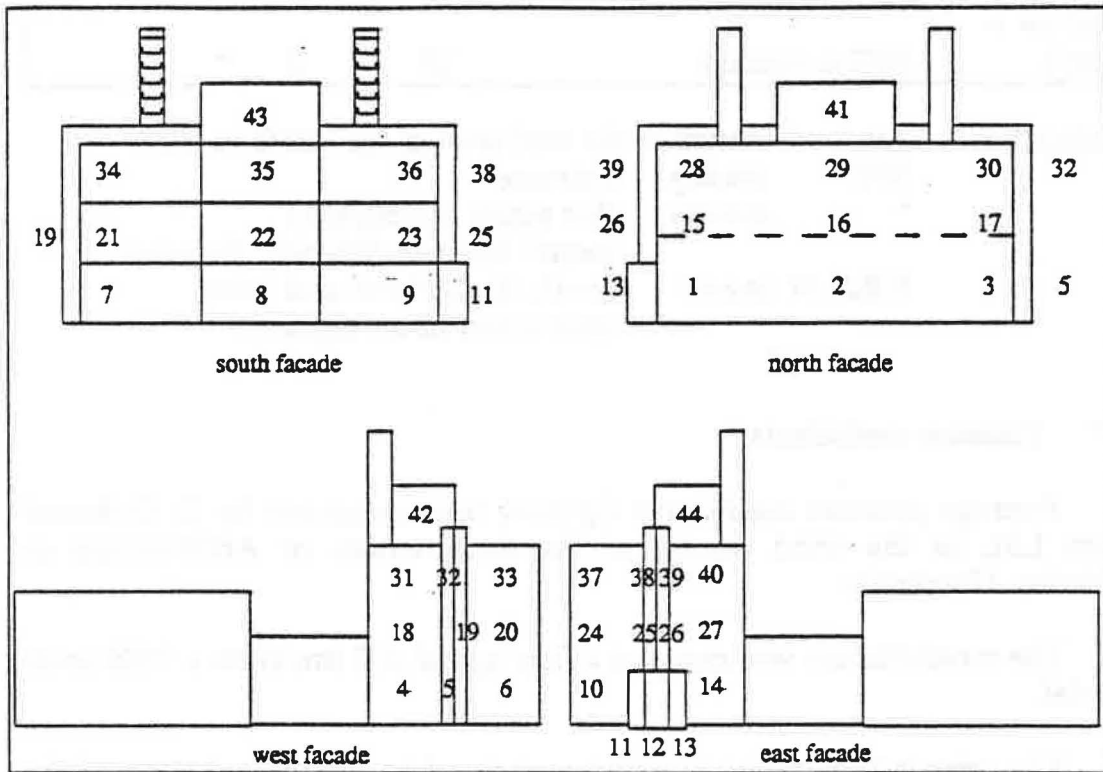 43
41
34 35 36 38
39 28 29 30 32
19 21 22 23 25
26 15 16 17
7 8 9 11
13 1 2 3 5
south facade
north facade
42
44
31 32 33
37 38 39 40
18 19 20
24 25 26 27
4 5 6
10 14
11 12 13
west facade
east facade